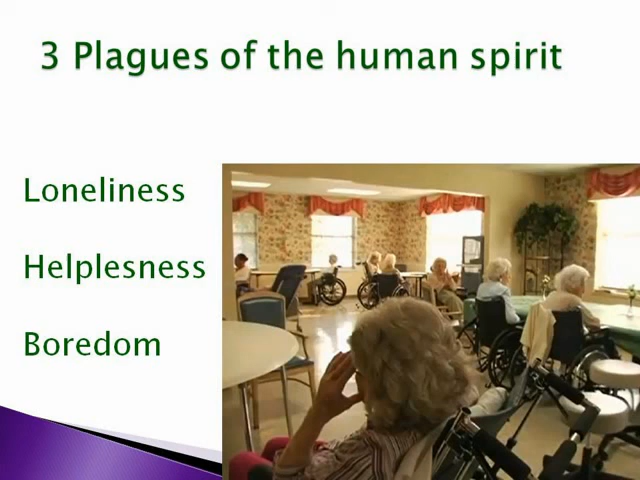 3 Plagues of the human spirit
Loneliness
Helplesness
Boredom